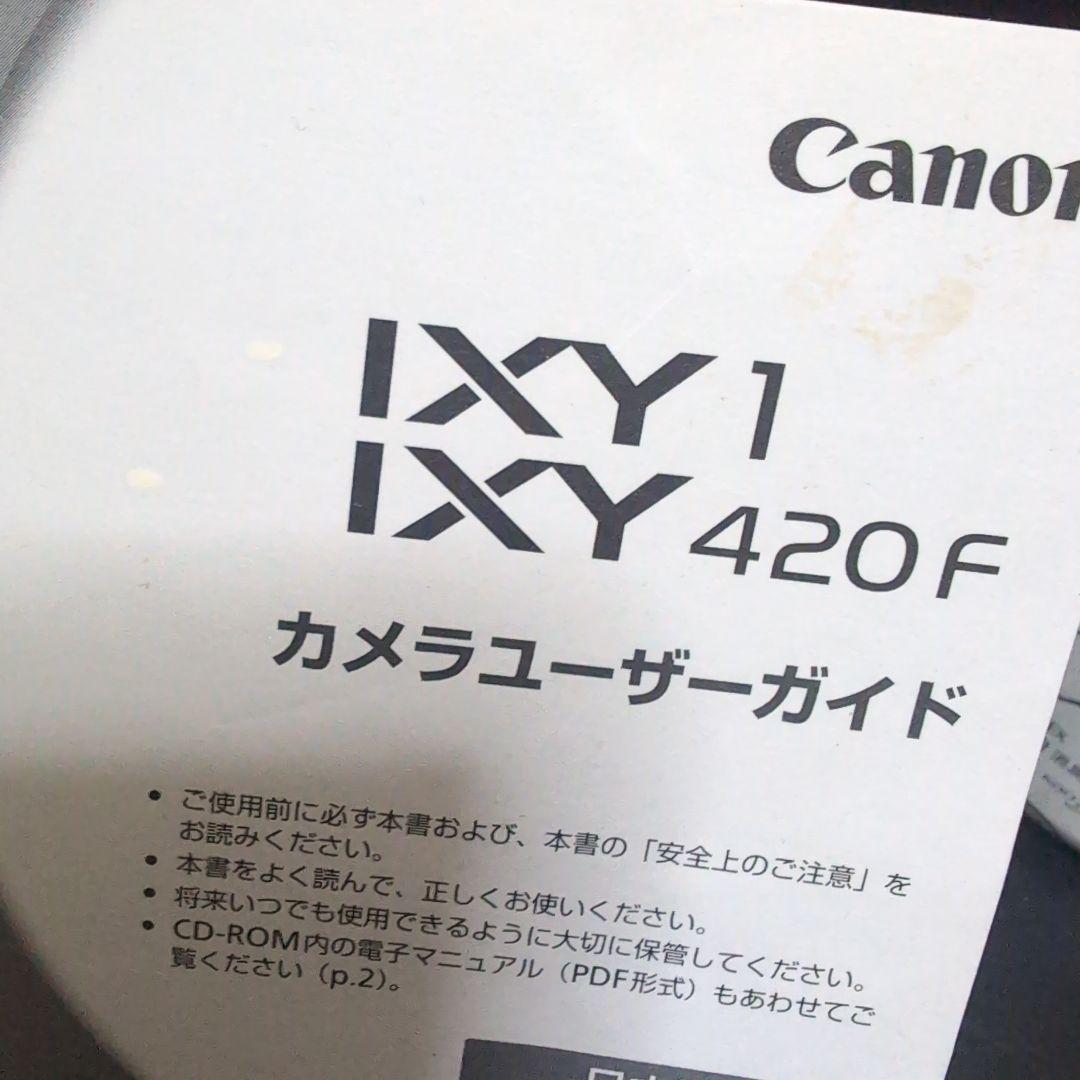 Canon
IXY 1
IXY 420F
カメラユーザーガイド
• ご使用前に必ず本書および、本書の「安全上のご注意」を
お読みください。
• 本書をよく読んで、正しくお使いください。
• 将来いつでも使用できるように大切に保管してください。
• CD-ROM内の電子マニュアル（PDF形式）もあわせてご
覧ください（p.2）。